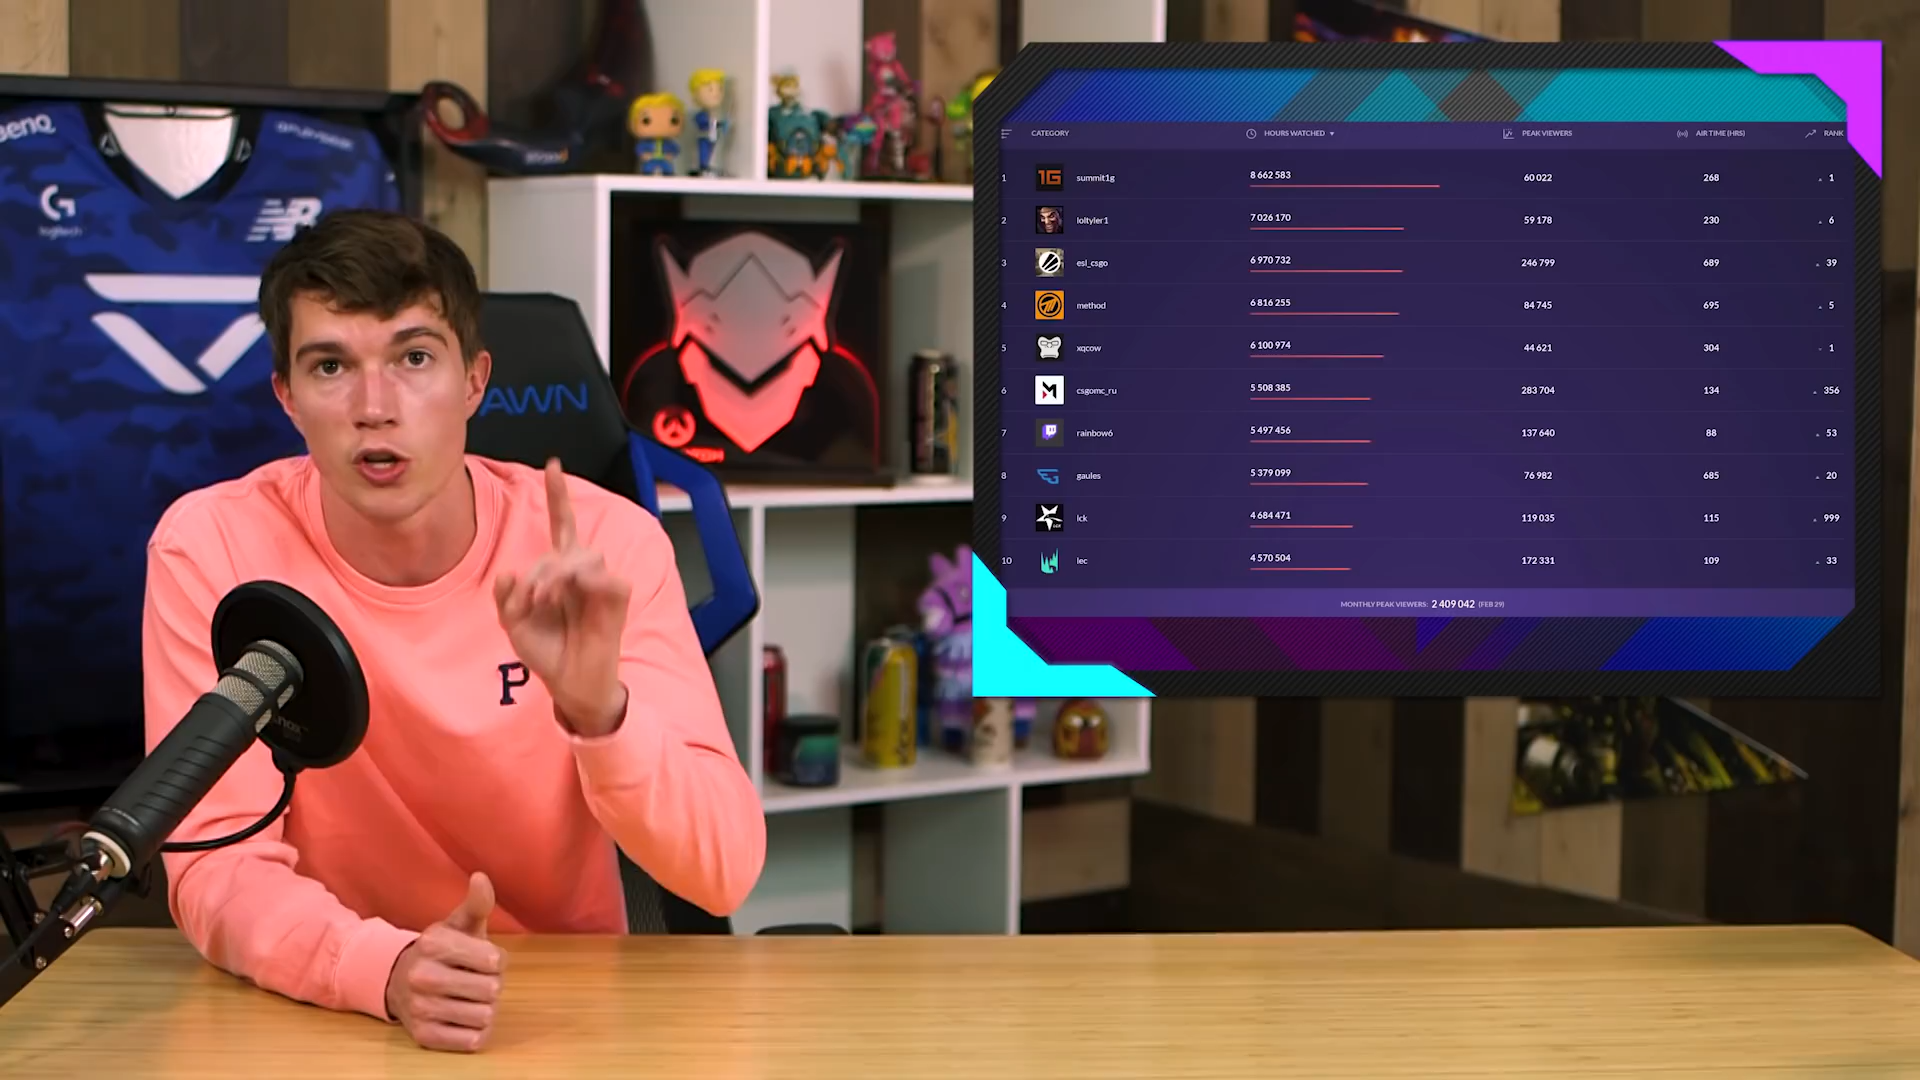 BenQ
logitech
AWN
P
CATEGORY HOURS WATCHED PEAK VIEWERS AIR TIME (HRS) RANK
1 1G summit1g 8 662 583 60 022 268 1
2 loltyler1 7 026 170 59 178 230 6
3 esl_csgo 6 970 732 246 799 689 39
4 method 6 816 255 84 745 695 5
5 xqcow 6 100 974 44 621 304 1
6 csgomc_ru 5 508 385 283 704 134 356
7 rainbow6 5 497 456 137 640 88 53
8 gaules 5 379 099 76 982 685 20
9 lck 4 684 471 119 035 115 999
10 lec 4 570 504 172 331 109 33
MONTHLY PEAK VIEWERS: 2 409 042 (FEB 29)